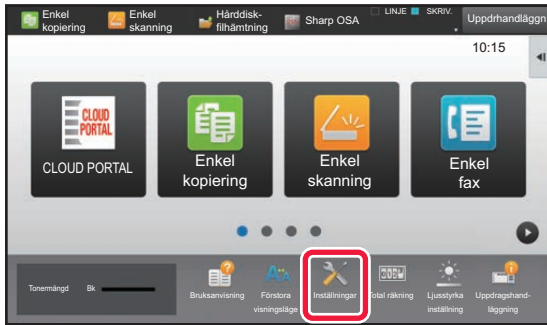 Enkel
kopiering
Enkel
skanning
Hårddisk-
filhämtning
Sharp OSA
LINJE
SKRIV.
Uppdrhandläggn
10:15
CLOUD
PORTAL
CLOUD PORTAL
Enkel
kopiering
Enkel
skanning
Enkel
fax
Tonermängd
Bk
Bruksanvisning
Förstora
visningsläge
Inställningar
Total räkning
Ljusstyrka
inställning
Uppdragshand-
läggning